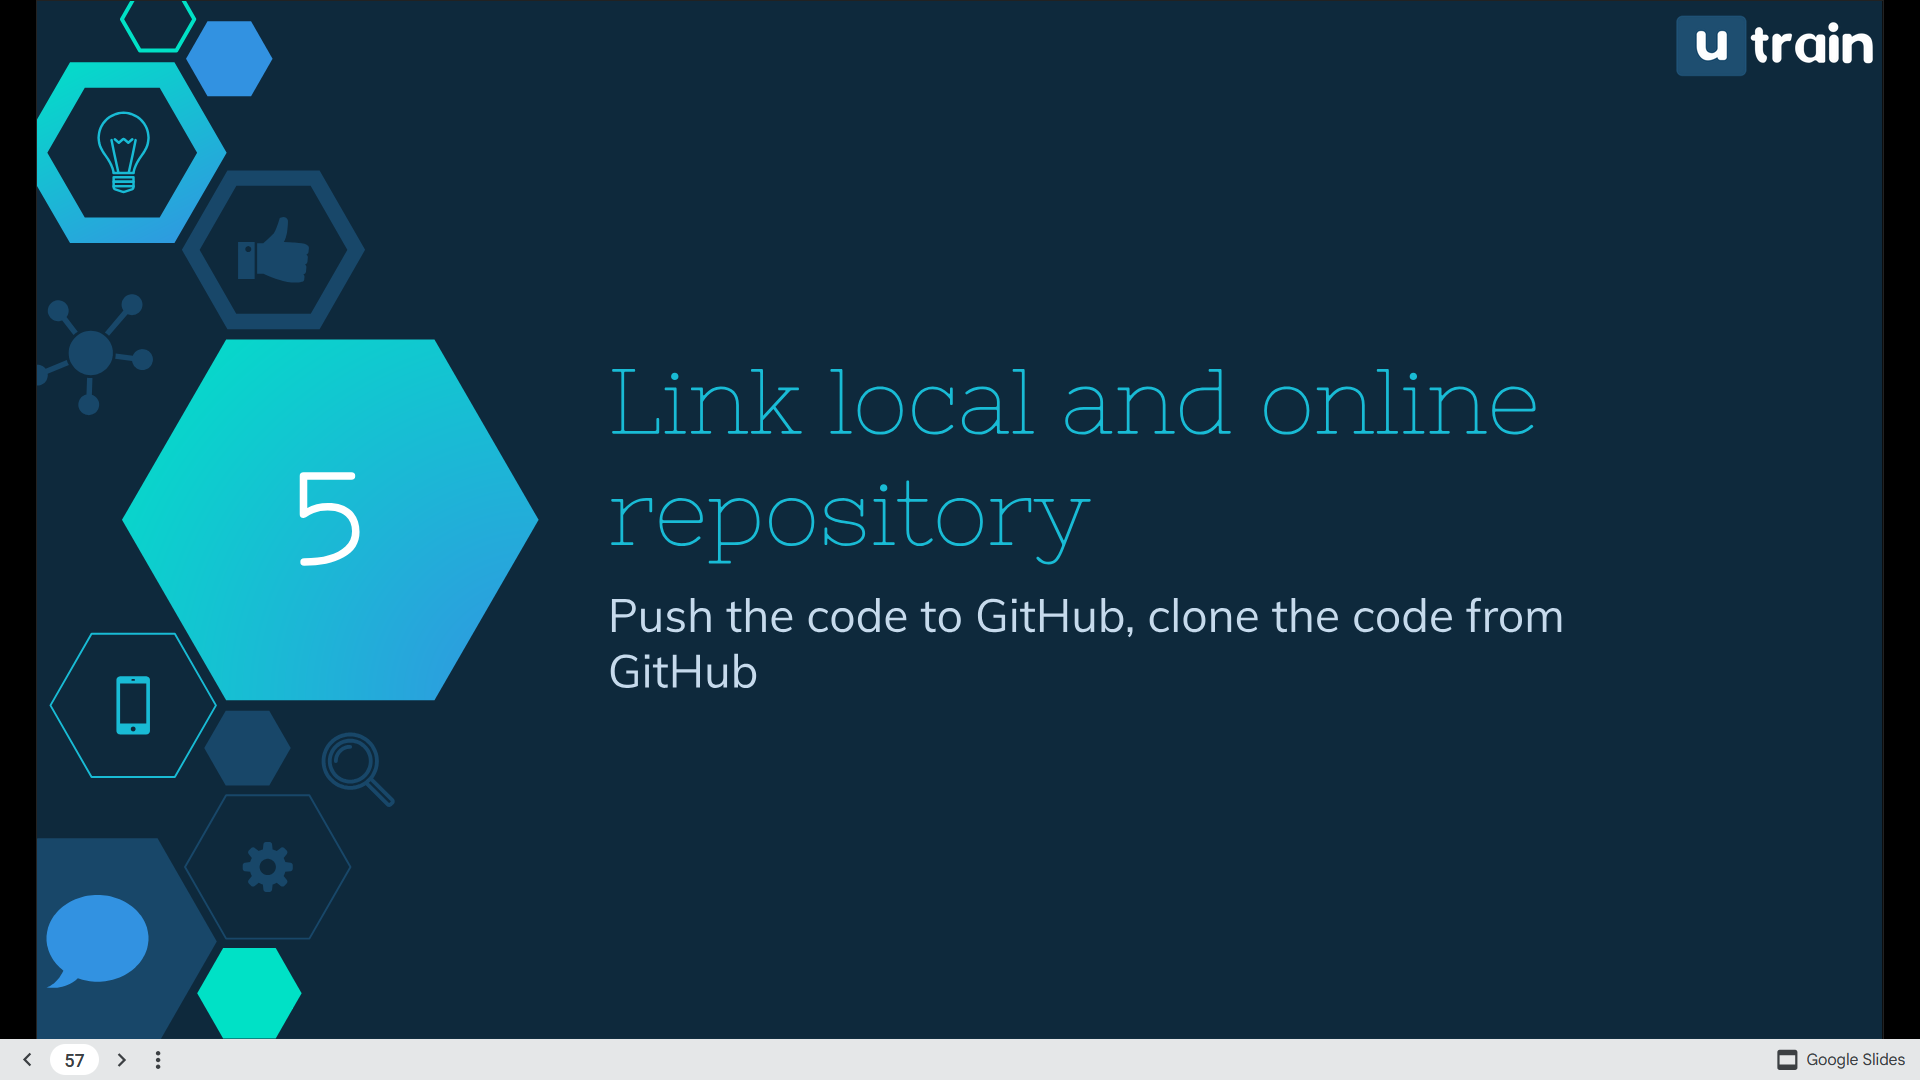 u train
5
Link local and online
repository
Push the code to GitHub, clone the code from
GitHub
57
Google Slides